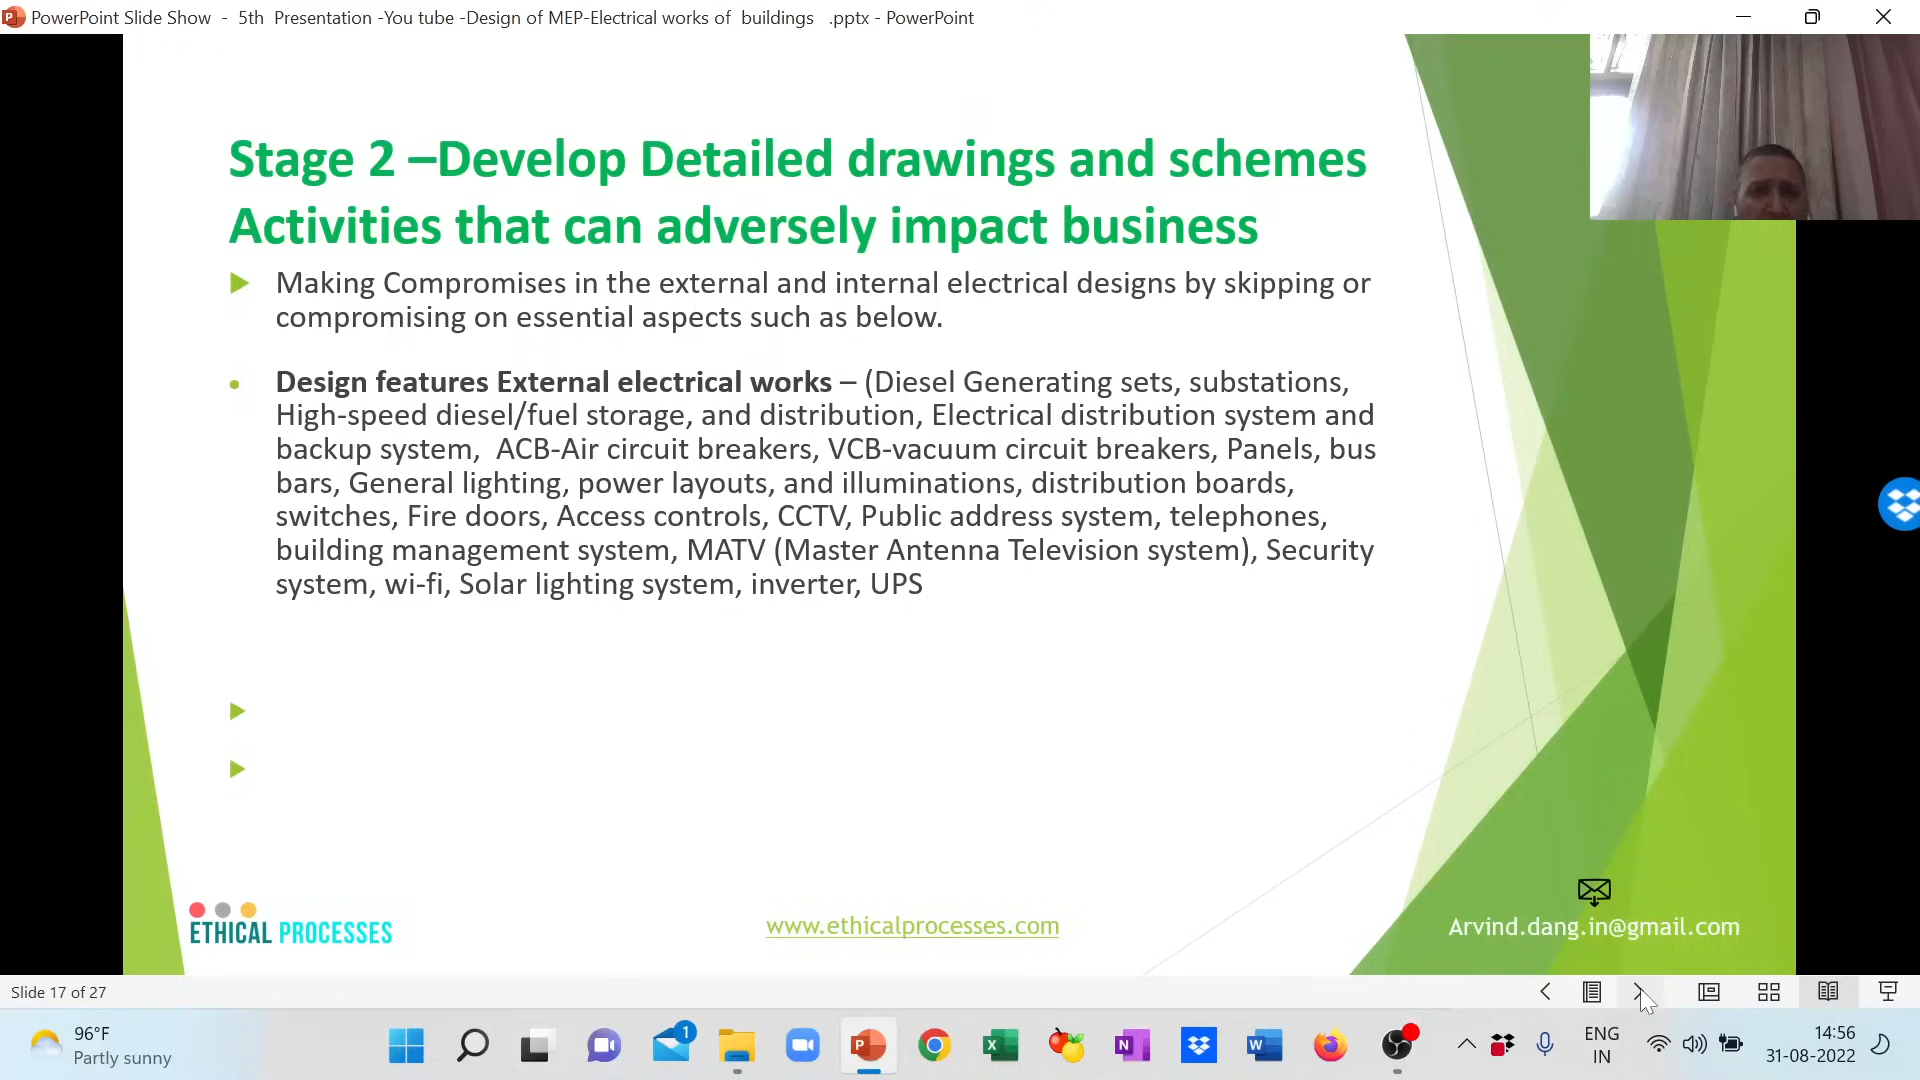 PowerPoint Slide Show - 5th Presentation -You tube -Design of MEP-Electrical works of buildings .pptx - PowerPoint
Stage 2 –Develop Detailed drawings and schemes
Activities that can adversely impact business
Making Compromises in the external and internal electrical designs by skipping or
compromising on essential aspects such as below.
Design features External electrical works – (Diesel Generating sets, substations,
High-speed diesel/fuel storage, and distribution, Electrical distribution system and
backup system, ACB-Air circuit breakers, VCB-vacuum circuit breakers, Panels, bus
bars, General lighting, power layouts, and illuminations, distribution boards,
switches, Fire doors, Access controls, CCTV, Public address system, telephones,
building management system, MATV (Master Antenna Television system), Security
system, wi-fi, Solar lighting system, inverter, UPS
ETHICAL PROCESSES
www.ethicalprocesses.com
Arvind.dang.in@gmail.com
Slide 17 of 27
96°F
Partly sunny
1
ENG
IN
14:56
31-08-2022